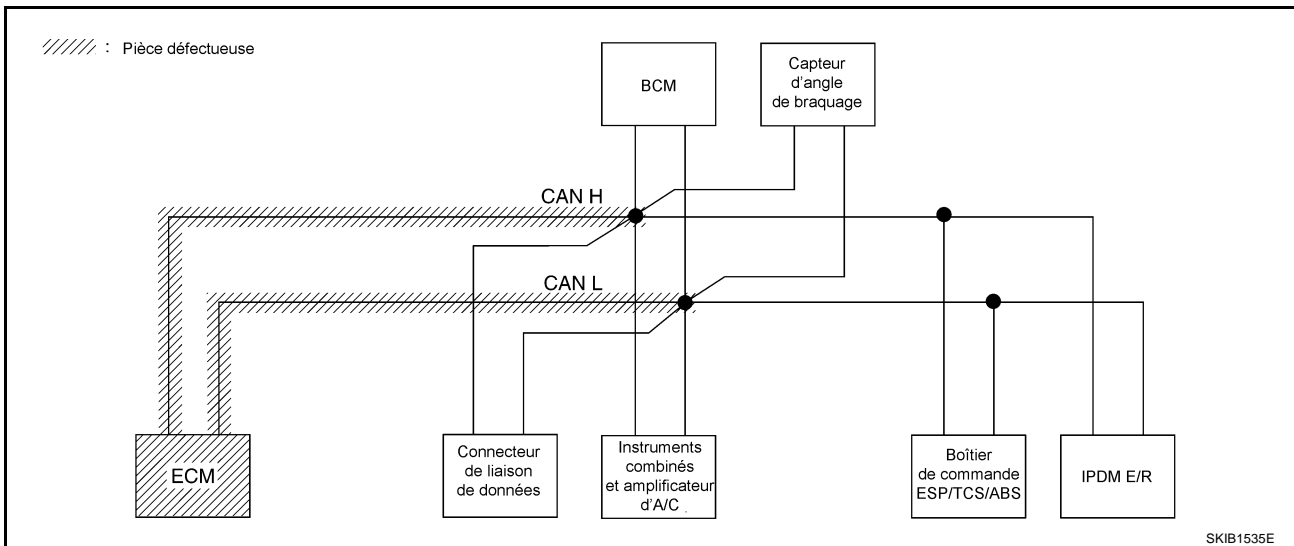 : Pièce défectueuse
BCM
Capteur
d'angle
de braquage
CAN H
CAN L
ECM
Connecteur
de liaison
de données
Instruments
combinés
et amplificateur
d'A/C
Boîtier
de commande
ESP/TCS/ABS
IPDM E/R
SKIB1535E